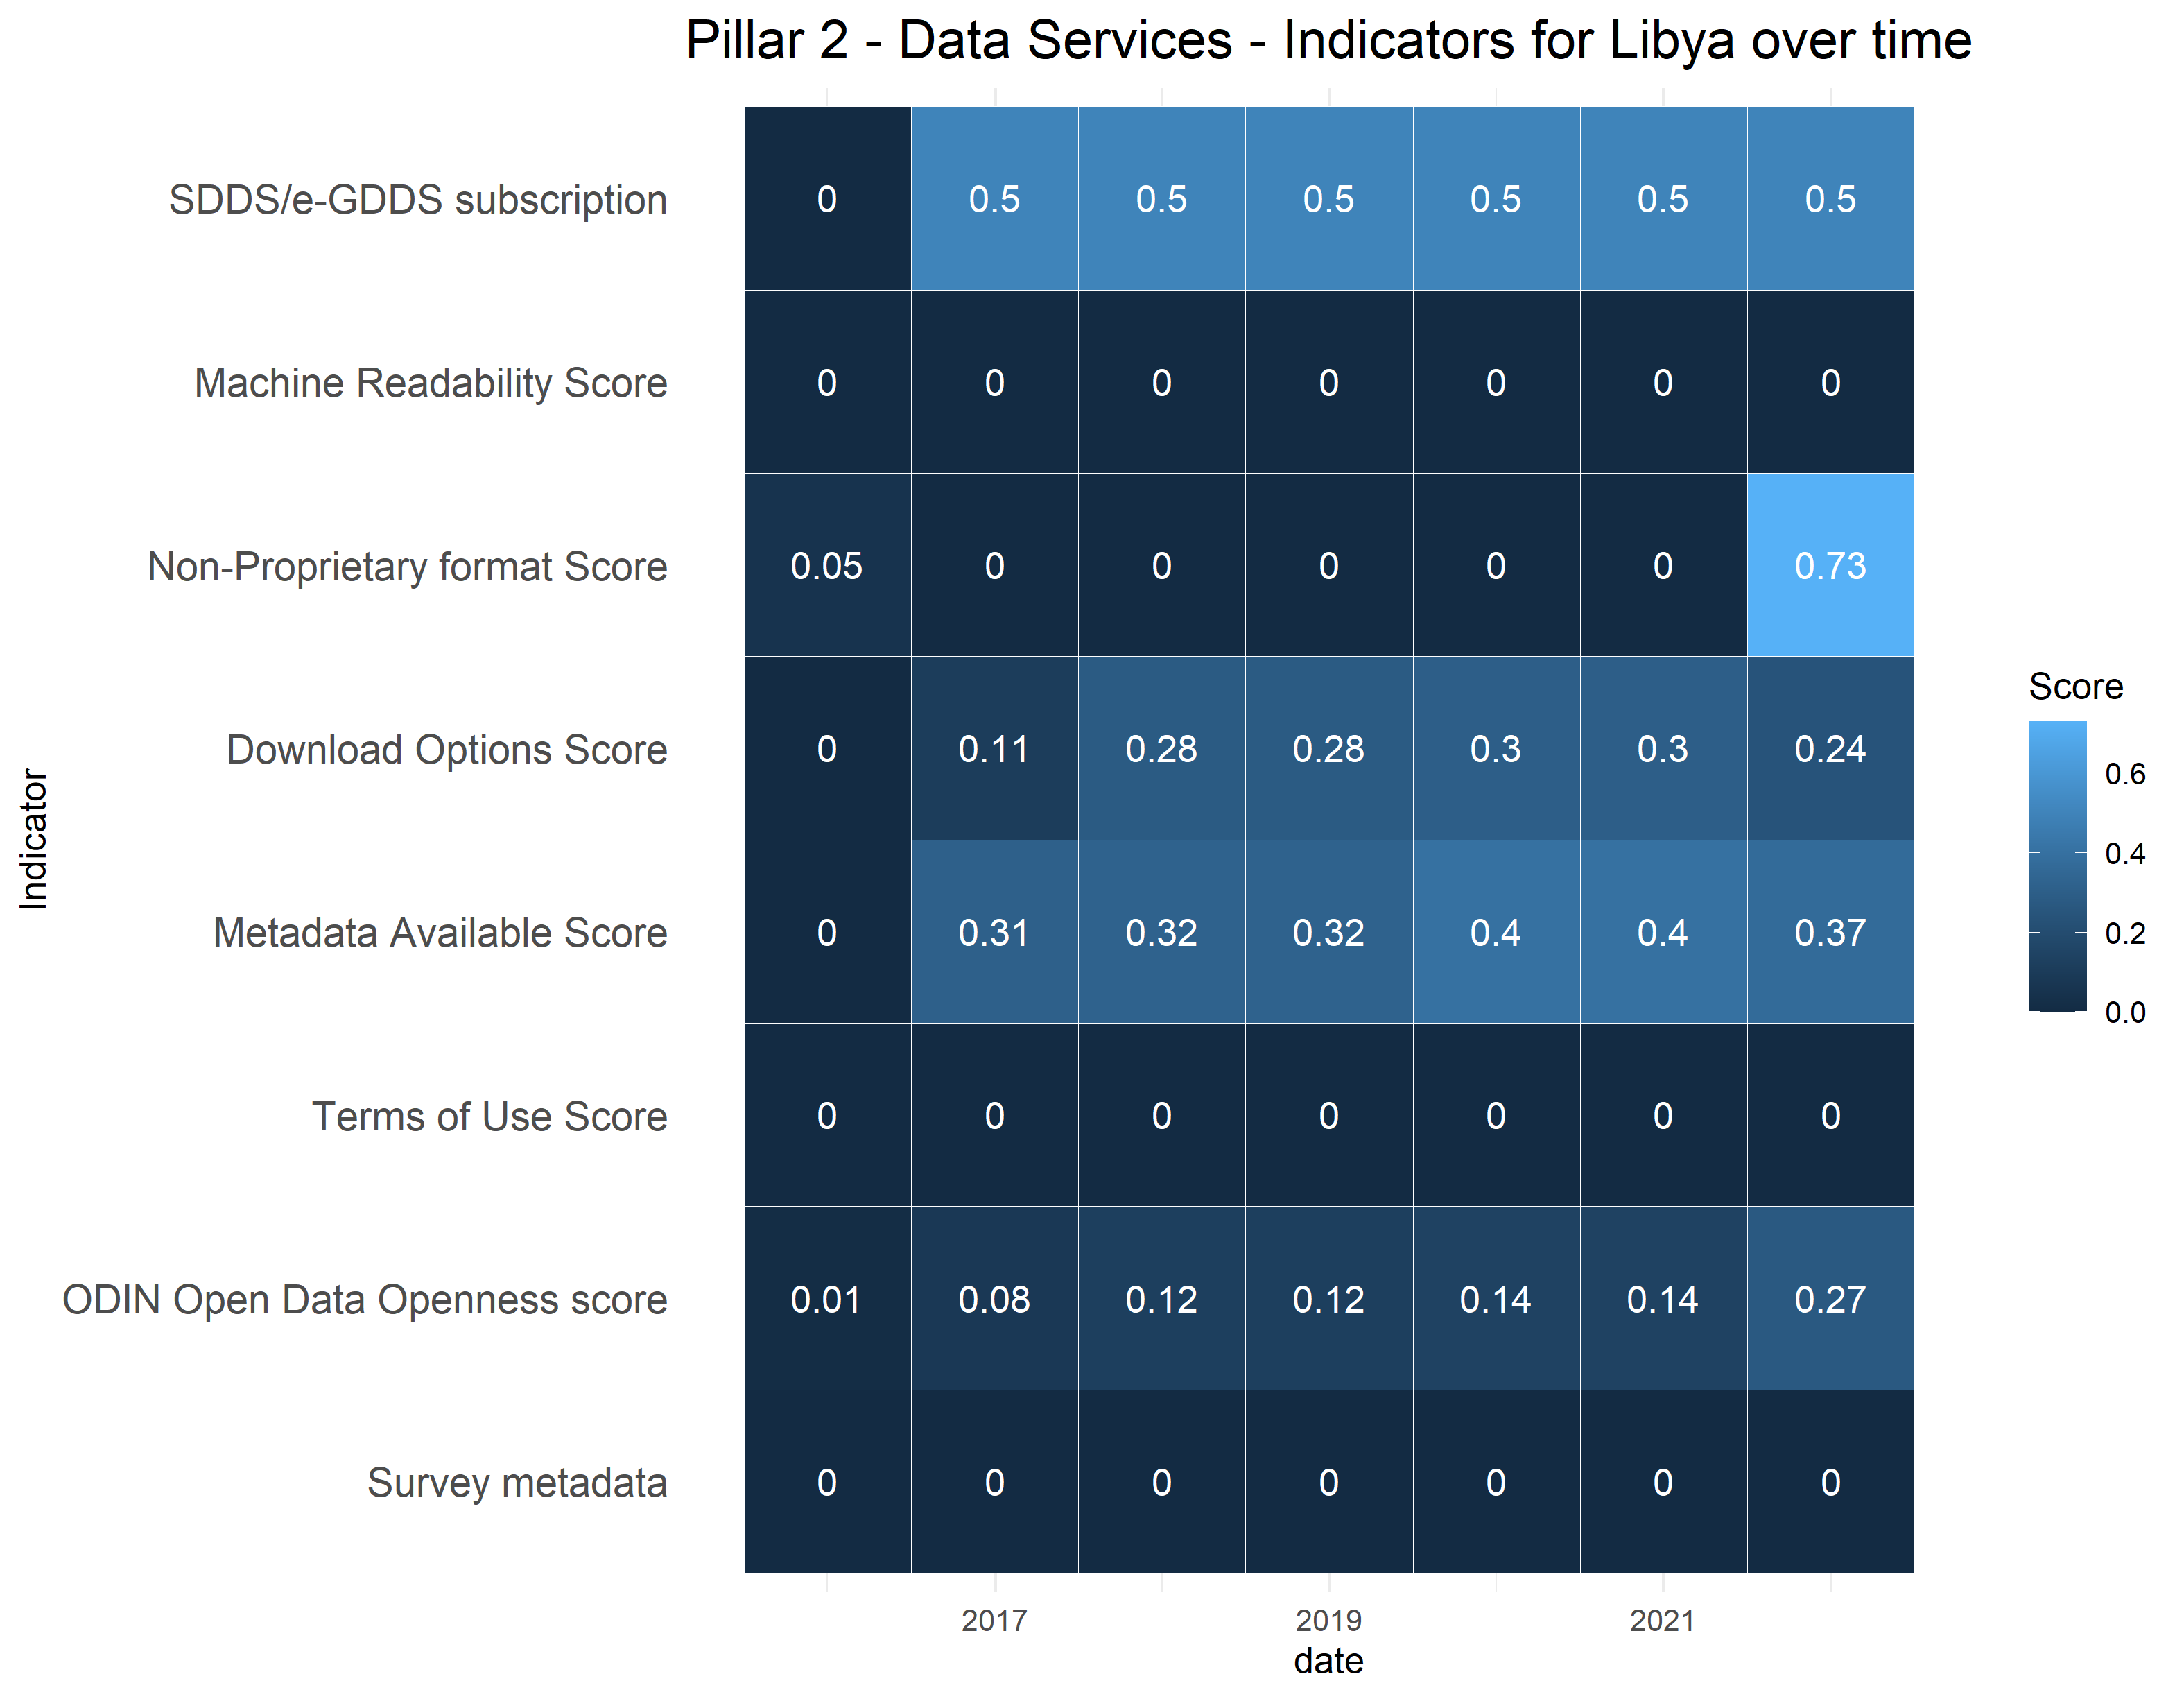 Pillar 2 - Data Services - Indicators for Libya over time
SDDS/e-GDDS subscription 0 0.5 0.5 0.5 0.5 0.5 0.5
Machine Readability Score 0 0 0 0 0 0 0
Non-Proprietary format Score 0.05 0 0 0 0 0 0.73
Download Options Score 0 0.11 0.28 0.28 0.3 0.3 0.24
Metadata Available Score 0 0.31 0.32 0.32 0.4 0.4 0.37
Terms of Use Score 0 0 0 0 0 0 0
ODIN Open Data Openness score 0.01 0.08 0.12 0.12 0.14 0.14 0.27
Survey metadata 0 0 0 0 0 0 0
2017 2019 2021
date
Indicator
Score
0.6
0.4
0.2
0.0